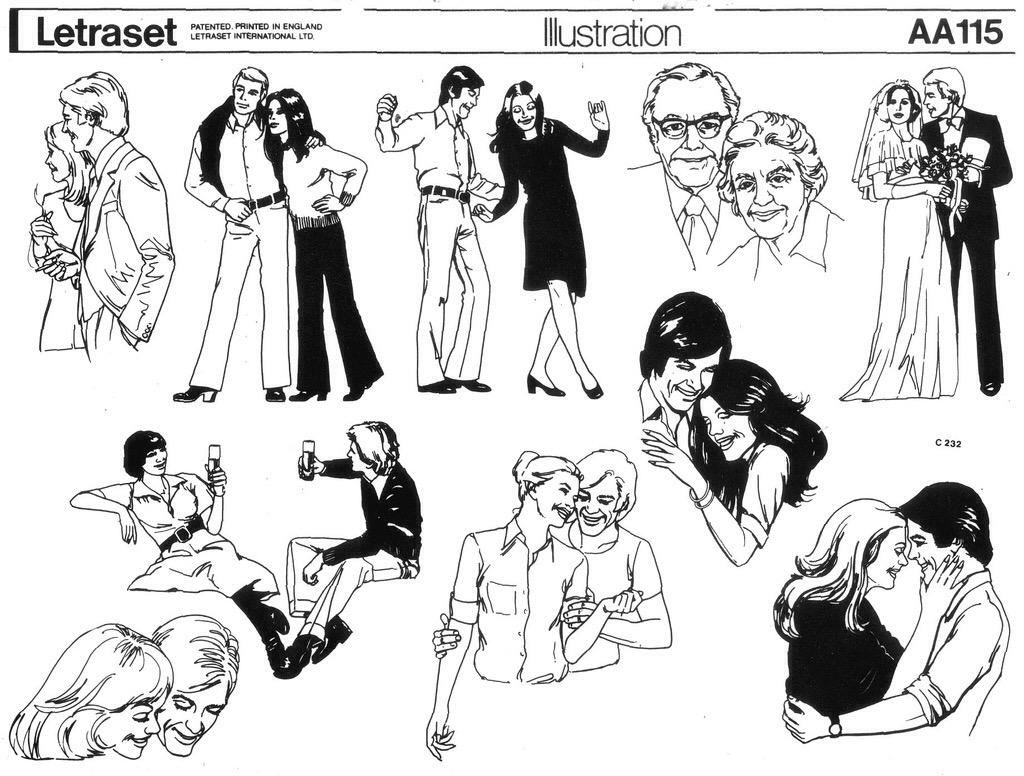 Letraset
PATENTED. PRINTED IN ENGLAND
LETRASET INTERNATIONAL LTD.
Illustration
AA115
C 232